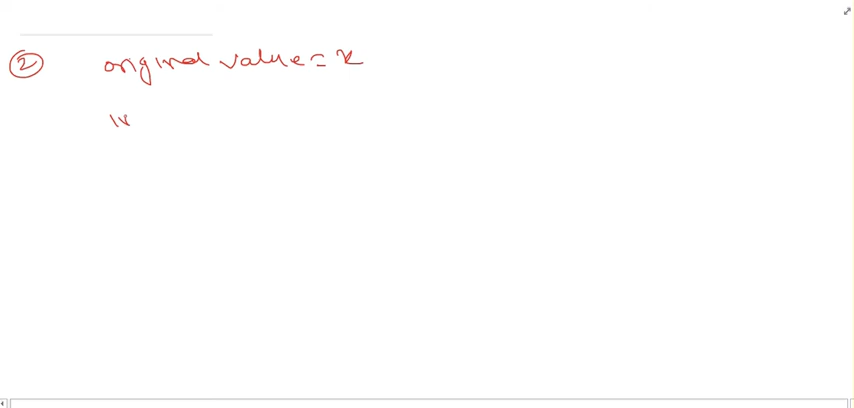 ② original value = x